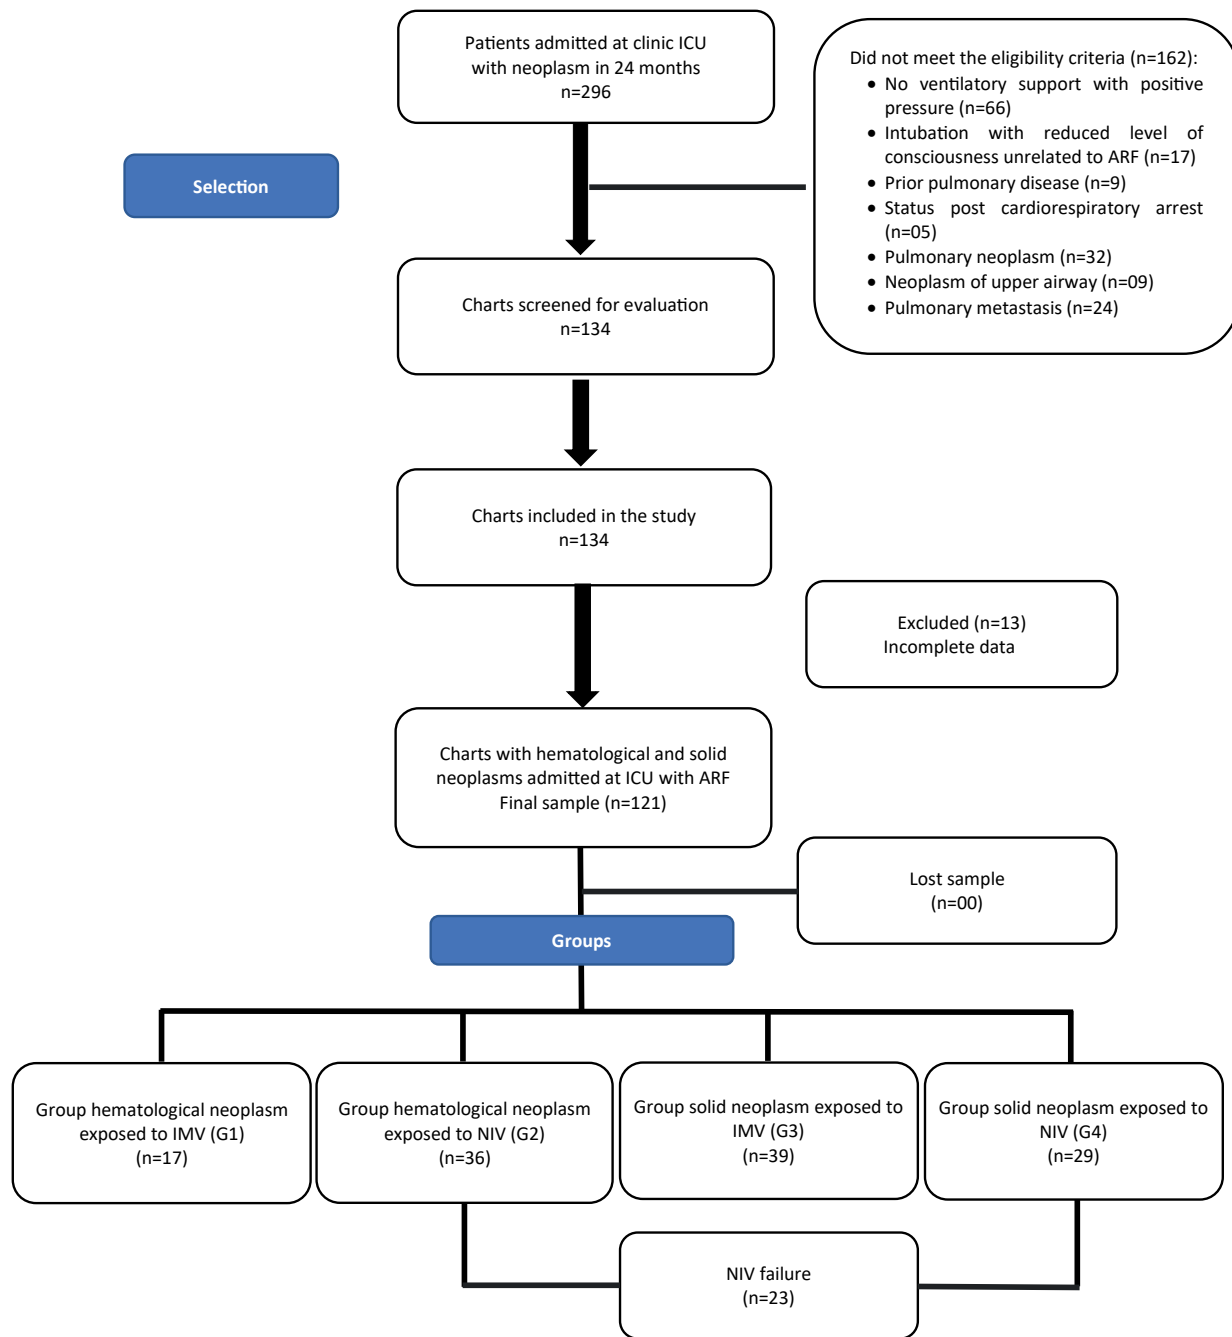 Patients admitted at clinic ICU
with neoplasm in 24 months
n=296
Did not meet the eligibility criteria (n=162):
• No ventilatory support with positive
pressure (n=66)
• Intubation with reduced level of
consciousness unrelated to ARF (n=17)
• Prior pulmonary disease (n=9)
• Status post cardiorespiratory arrest
(n=05)
• Pulmonary neoplasm (n=32)
• Neoplasm of upper airway (n=09)
• Pulmonary metastasis (n=24)
Selection
Charts screened for evaluation
n=134
Charts included in the study
n=134
Excluded (n=13)
Incomplete data
Charts with hematological and solid
neoplasms admitted at ICU with ARF
Final sample (n=121)
Lost sample
(n=00)
Groups
Group hematological neoplasm
exposed to IMV (G1)
(n=17)
Group hematological neoplasm
exposed to NIV (G2)
(n=36)
Group solid neoplasm exposed to
IMV (G3)
(n=39)
Group solid neoplasm exposed to
NIV (G4)
(n=29)
NIV failure
(n=23)